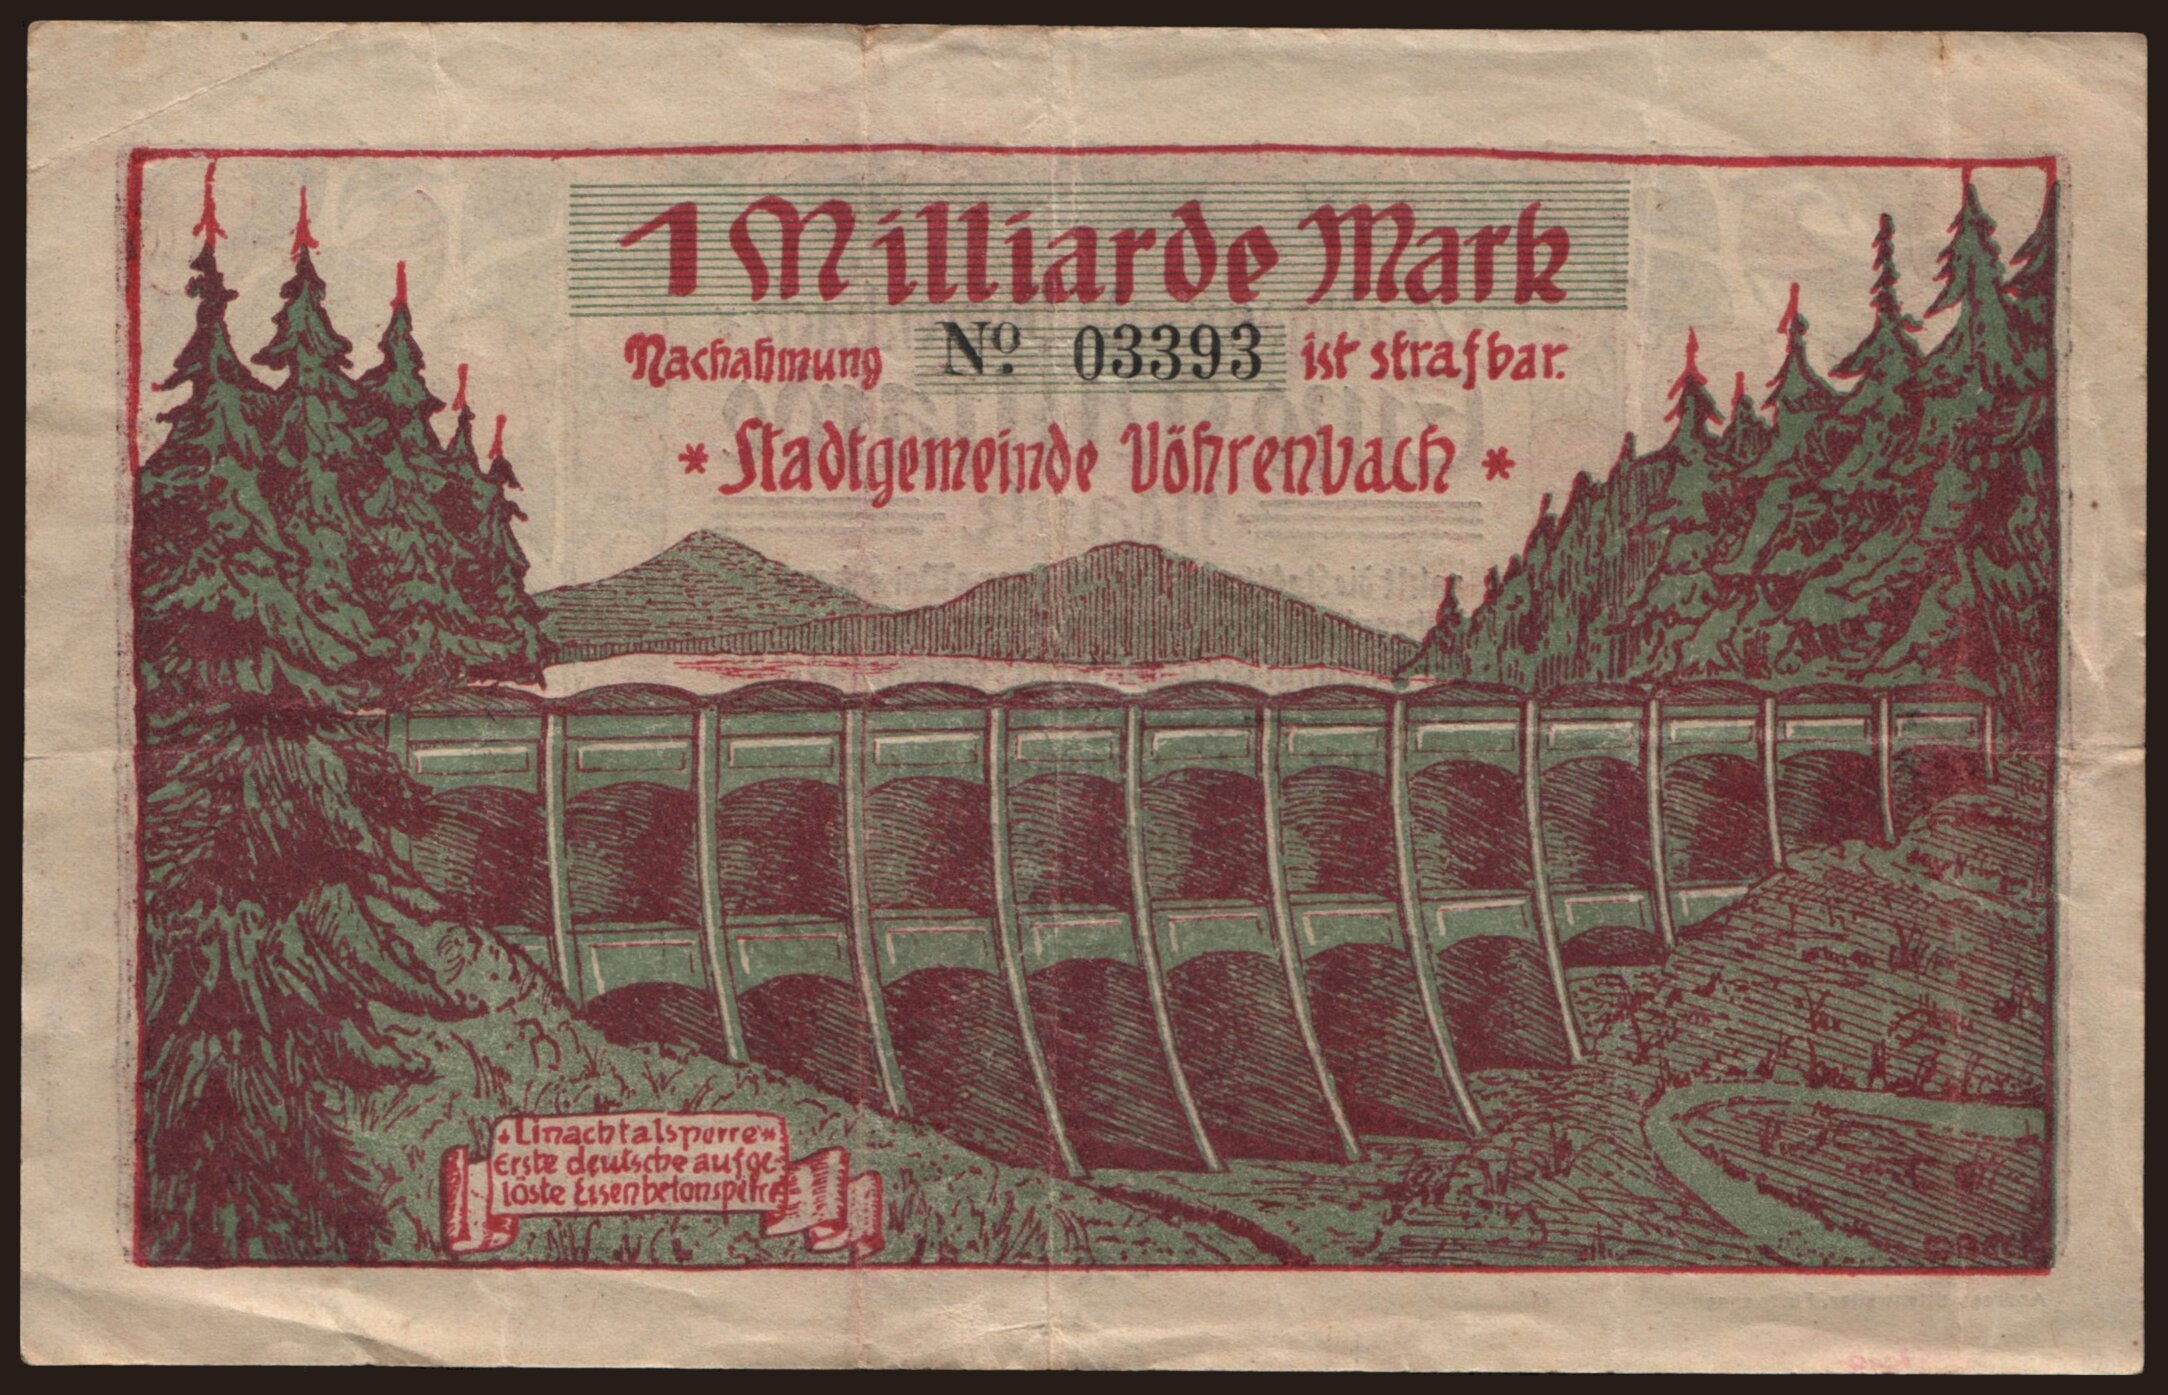 1 Milliarde Mark
Nachahmung No. 03393 ist strafbar.
* Stadtgemeinde Vöhrenbach *
Linachtalsperre
Erste deutsche aufge-
löste Eisenbetonsperre